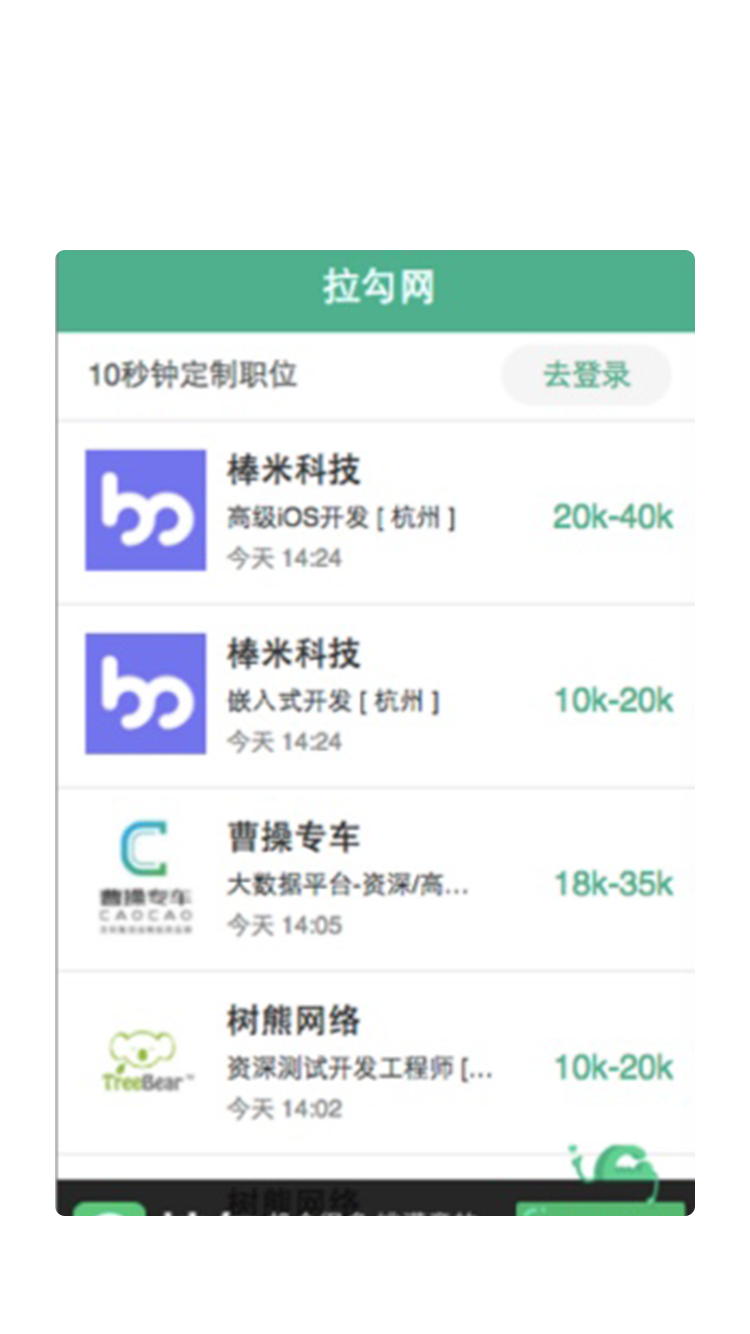 拉勾网
10秒钟定制职位
去登录
棒米科技
高级iOS开发 [ 杭州 ]
20k-40k
今天 14:24
棒米科技
嵌入式开发 [ 杭州 ]
10k-20k
今天 14:24
曹操专车
CAOCAO
曹操专车
大数据平台-资深/高...
18k-35k
今天 14:05
TreeBear™
树熊网络
资深测试开发工程师 [...
10k-20k
今天 14:02
树熊网络